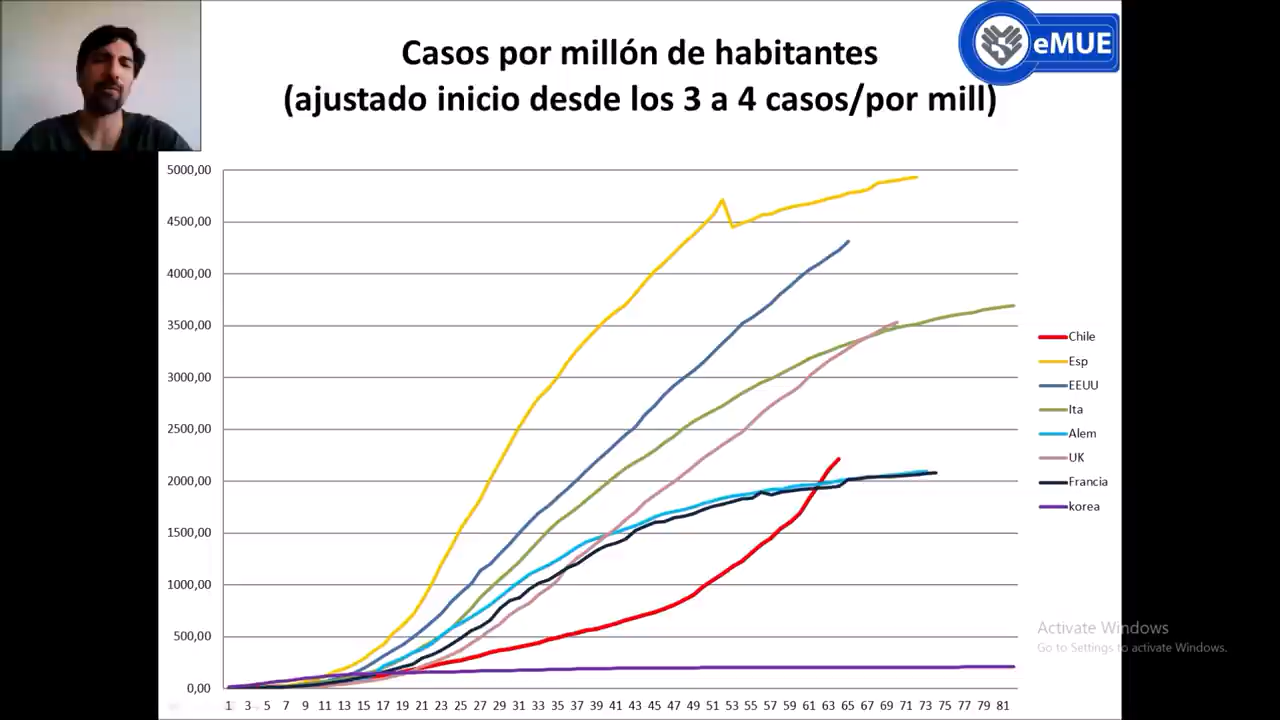 Casos por millón de habitantes
(ajustado inicio desde los 3 a 4 casos/por mill)
eMUE
5000,00
4500,00
4000,00
3500,00
3000,00
2500,00
2000,00
1500,00
1000,00
500,00
0,00
1 3 5 7 9 11 13 15 17 19 21 23 25 27 29 31 33 35 37 39 41 43 45 47 49 51 53 55 57 59 61 63 65 67 69 71 73 75 77 79 81
Chile
Esp
EEUU
Ita
Alem
UK
Francia
korea
Activate Windows
Go to Settings to activate Windows.